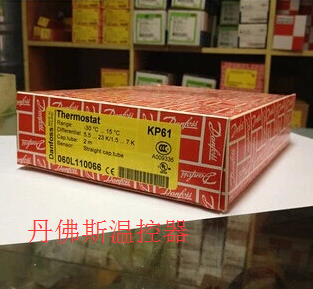 Danfoss
Thermostat
KP61
Range: -30 °C ... 15 °C
Differential: 5.5 ... 23 K/1.5 ... 7 K
Cap.tube: 2 m
Sensor: Straight cap.tube
A009336
060L110066
丹佛斯温控器